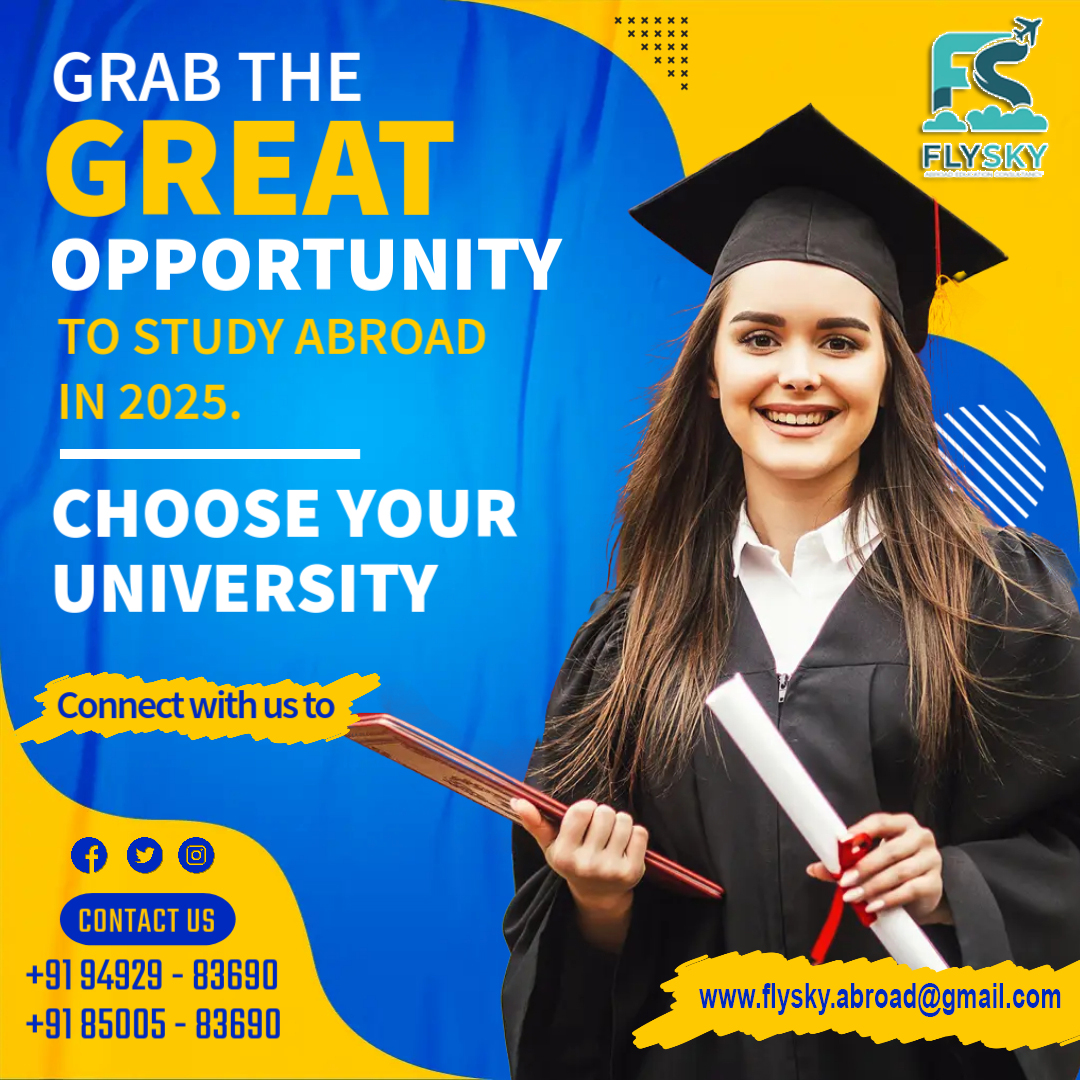 GRAB THE
GREAT
OPPORTUNITY
TO STUDY ABROAD
IN 2025.
CHOOSE YOUR
UNIVERSITY
Connect with us to
CONTACT US
+91 94929 - 83690
+91 85005 - 83690
FS
FLYSKY
www.flysky.abroad@gmail.com